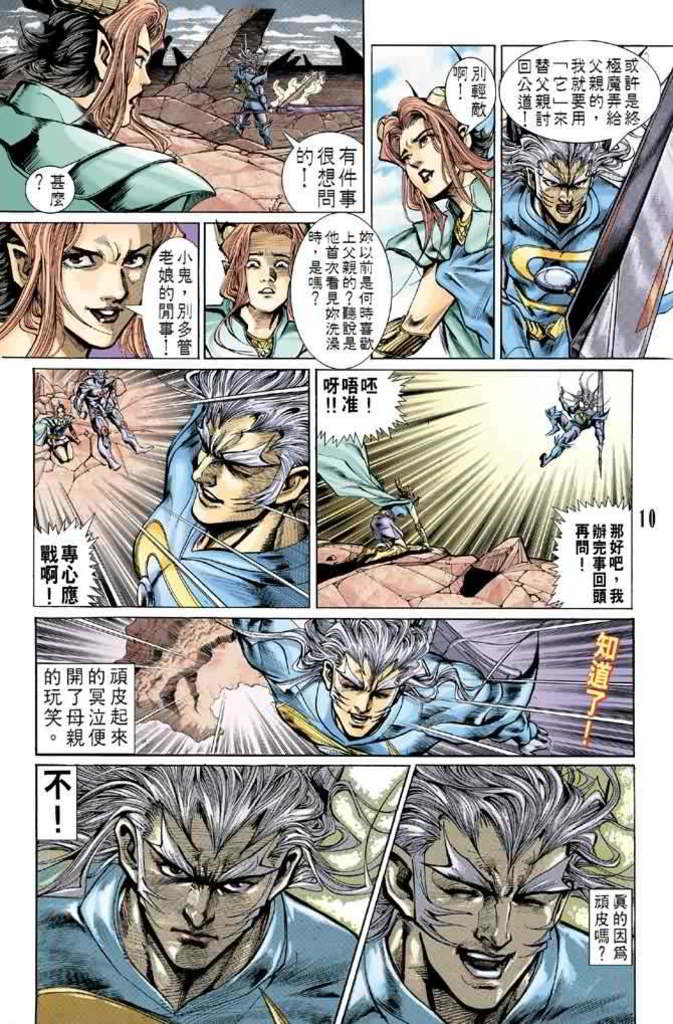 或許是終
極魔弄給
父親的，
我就要用
「它」來
替父親討
回公道！
別輕敵
啊！
有件事
很想問
的！
什麼
？
妳以前是何時喜歡
上父親的？聽說是
他首次看見妳洗澡
時，是嗎？
小鬼，別多管
老娘的閒事！
呸！
唔准
呀！！
那好吧，我
辦完事回頭
再問！
專心應
戰啊！
10
知道了！
頑皮起來
的冥泣便
開了母親
的玩笑。
真的因為
頑皮嗎？
不！